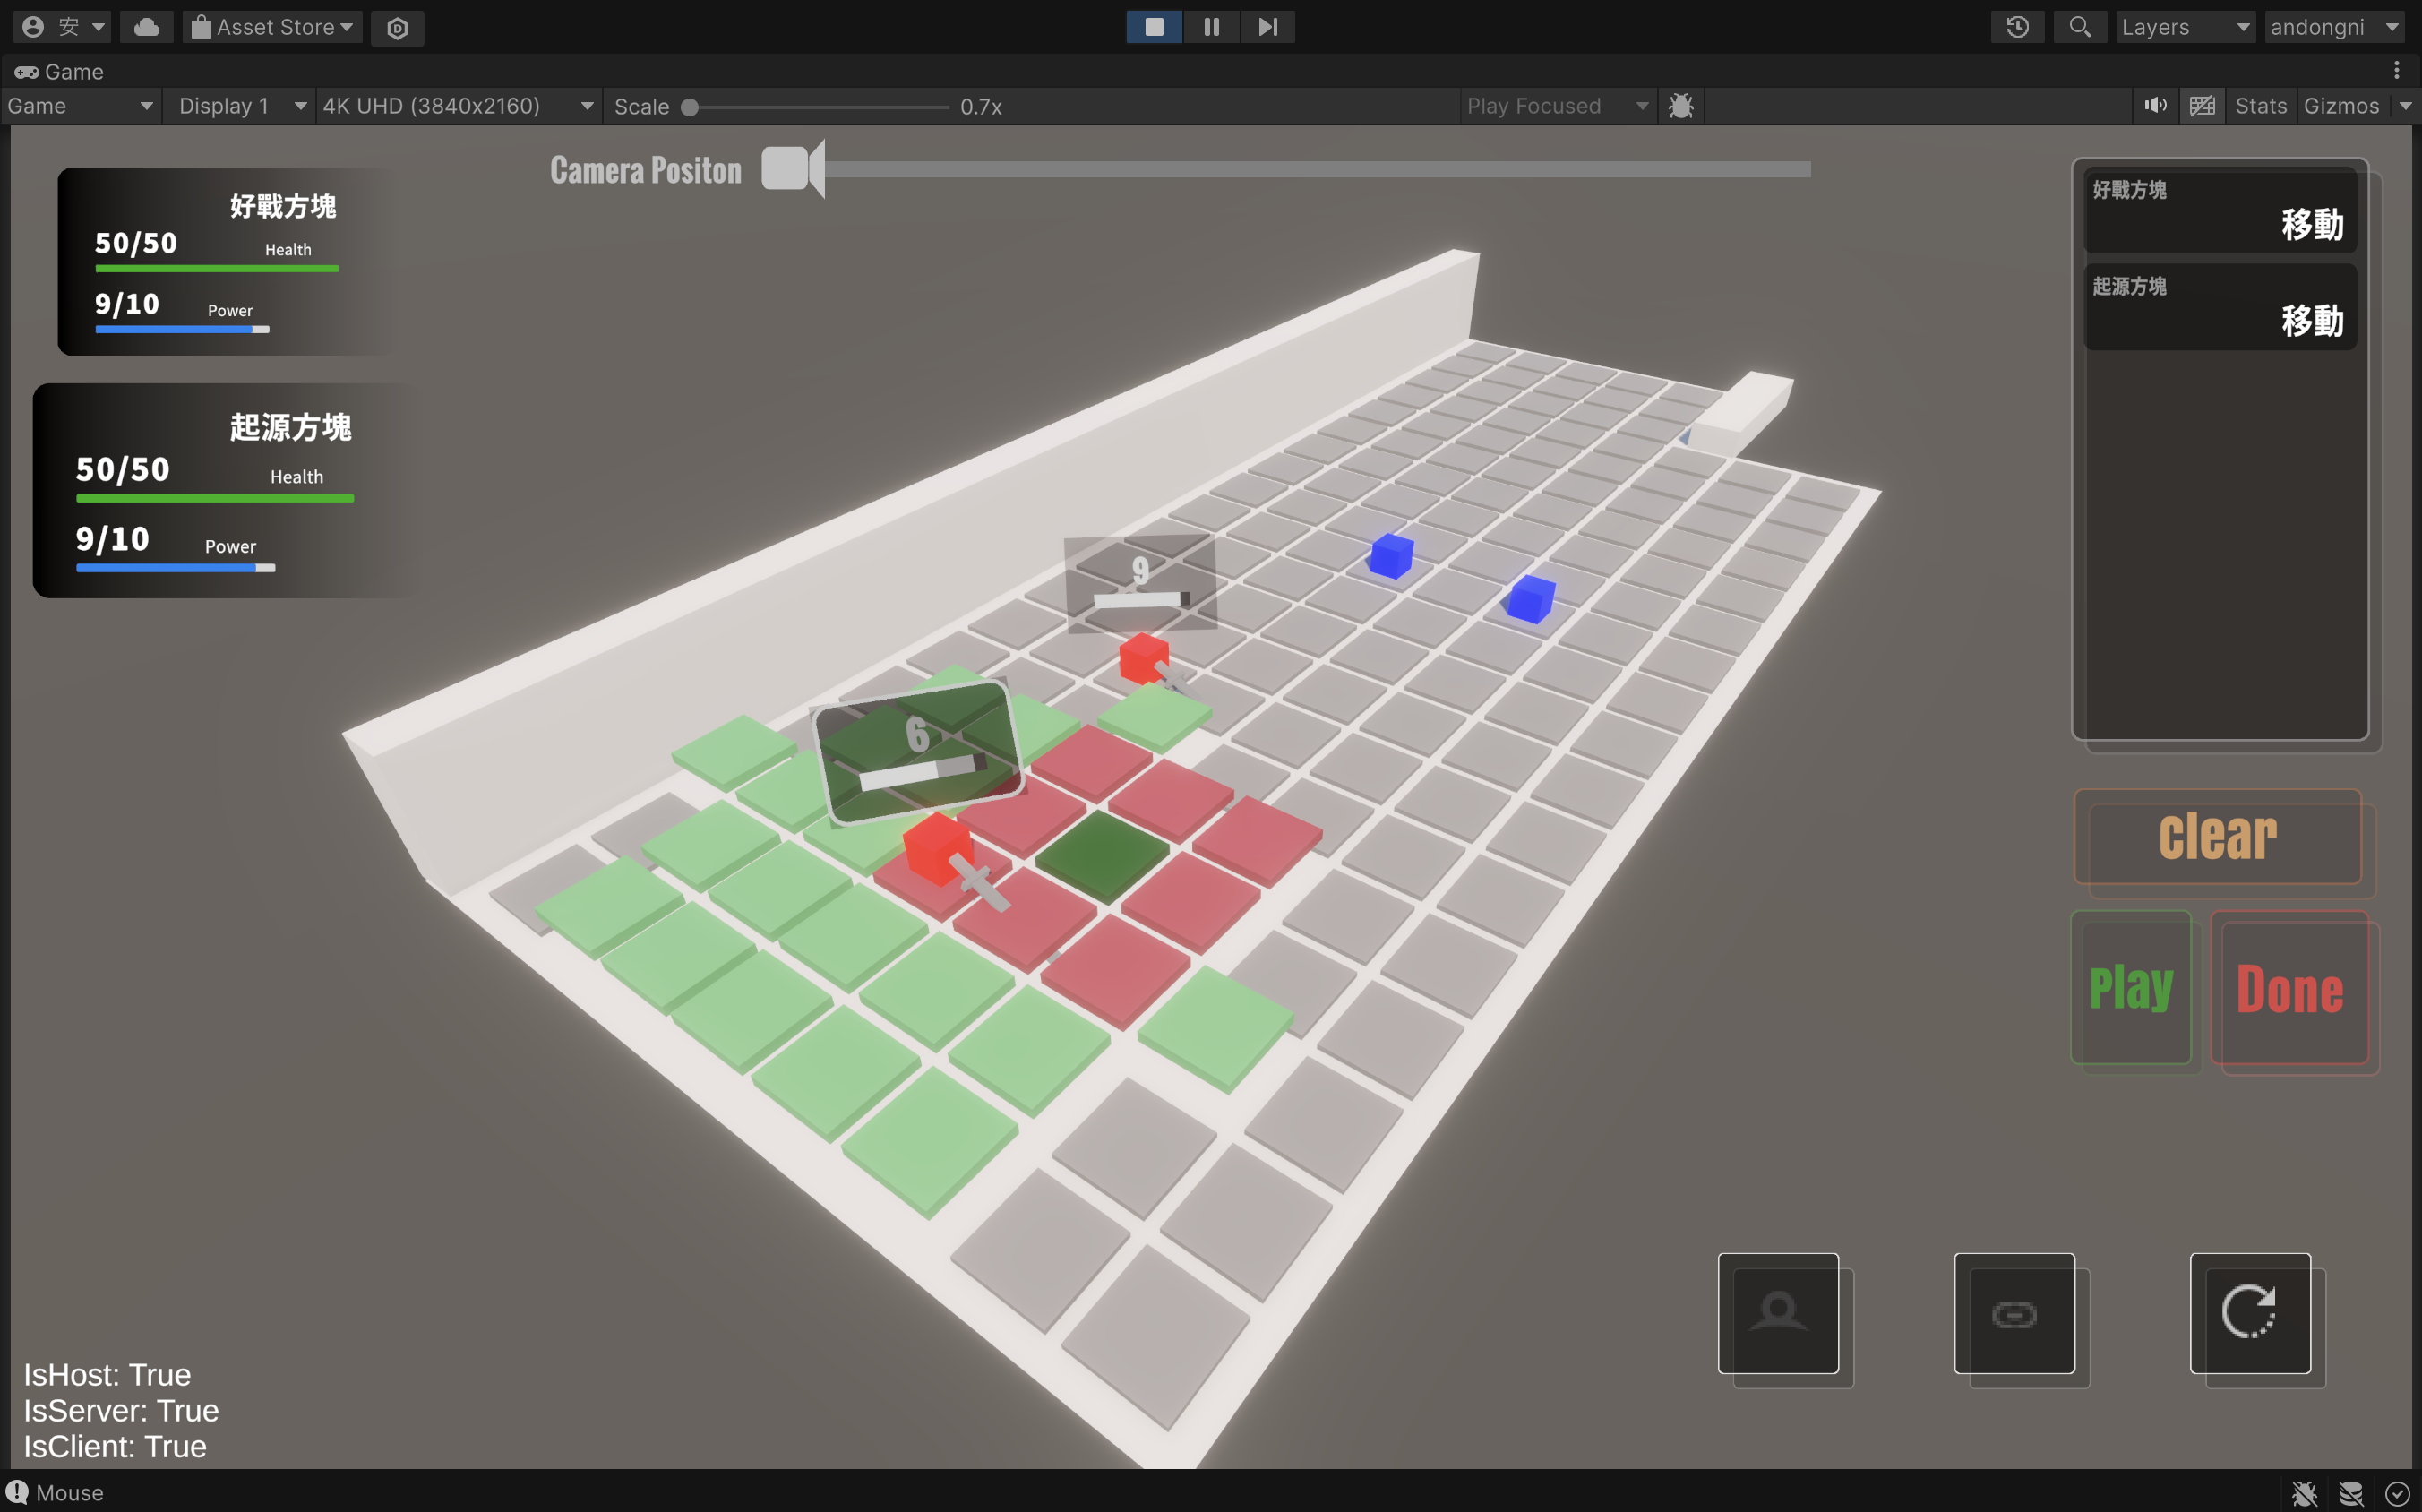 安
Asset Store
Layers
andongni
Game
Game
Display 1
4K UHD (3840x2160)
Scale
0.7x
Play Focused
Stats
Gizmos
Camera Positon
好戰方塊
50/50
Health
9/10
Power
起源方塊
50/50
Health
9/10
Power
9
6
好戰方塊
移動
起源方塊
移動
Clear
Play
Done
IsHost: True
IsServer: True
IsClient: True
Mouse